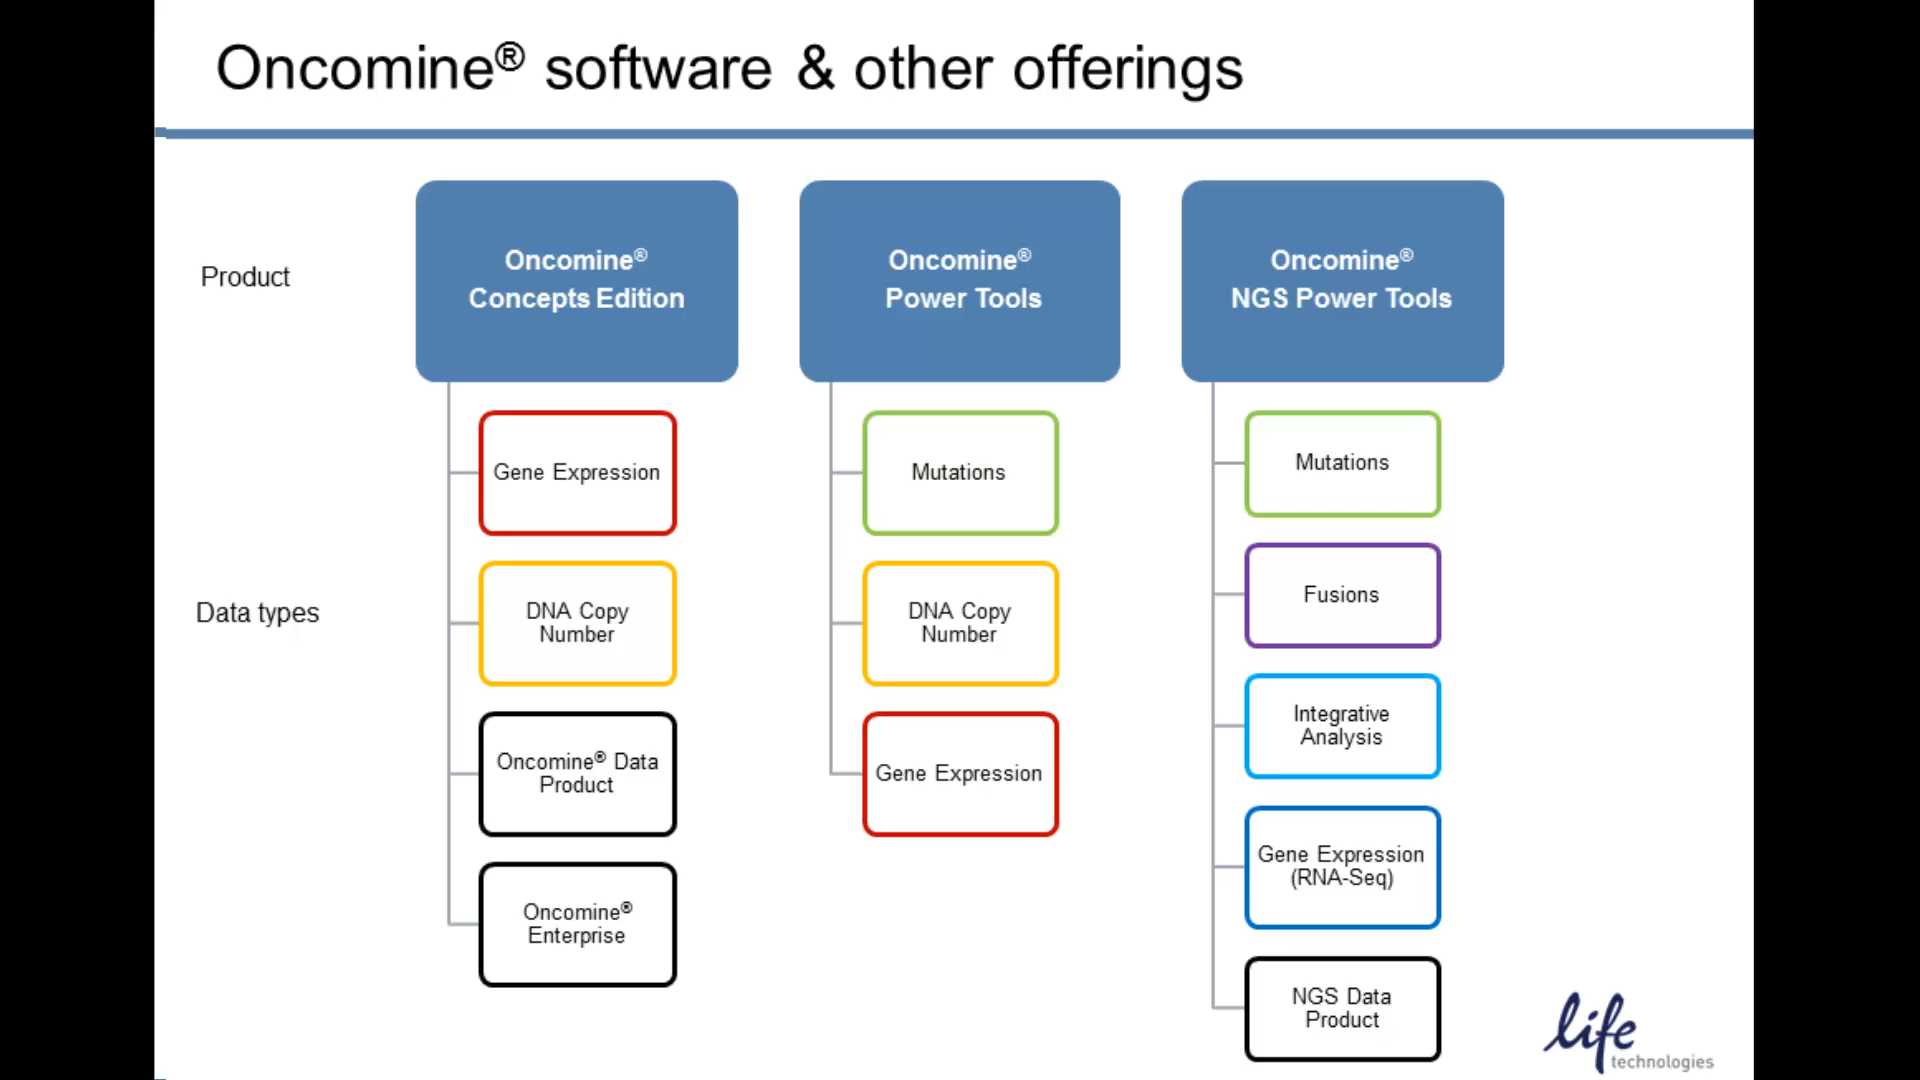 Oncomine® software & other offerings
Product
Oncomine®
Concepts Edition
Oncomine®
Power Tools
Oncomine®
NGS Power Tools
Data types
Gene Expression
DNA Copy
Number
Oncomine® Data
Product
Oncomine®
Enterprise
Mutations
DNA Copy
Number
Gene Expression
Mutations
Fusions
Integrative
Analysis
Gene Expression
(RNA-Seq)
NGS Data
Product
life
technologies